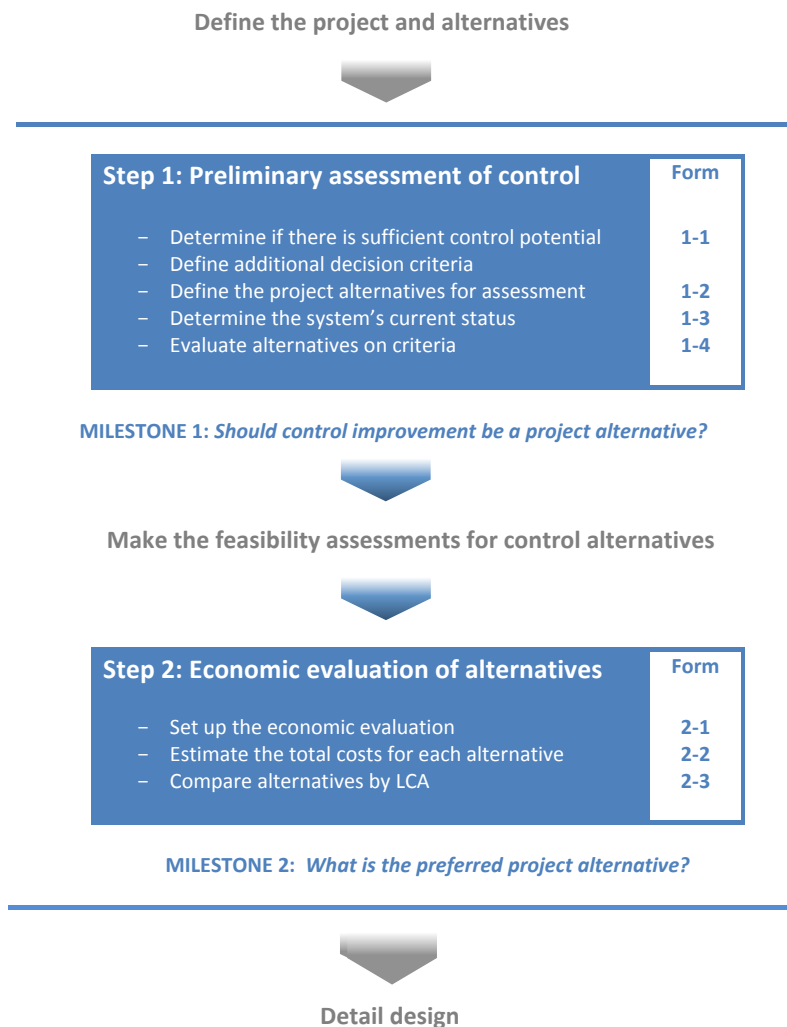 Define the project and alternatives
Step 1: Preliminary assessment of control Form
– Determine if there is sufficient control potential 1-1
– Define additional decision criteria
– Define the project alternatives for assessment 1-2
– Determine the system’s current status 1-3
– Evaluate alternatives on criteria 1-4
MILESTONE 1: Should control improvement be a project alternative?
Make the feasibility assessments for control alternatives
Step 2: Economic evaluation of alternatives Form
– Set up the economic evaluation 2-1
– Estimate the total costs for each alternative 2-2
– Compare alternatives by LCA 2-3
MILESTONE 2: What is the preferred project alternative?
Detail design